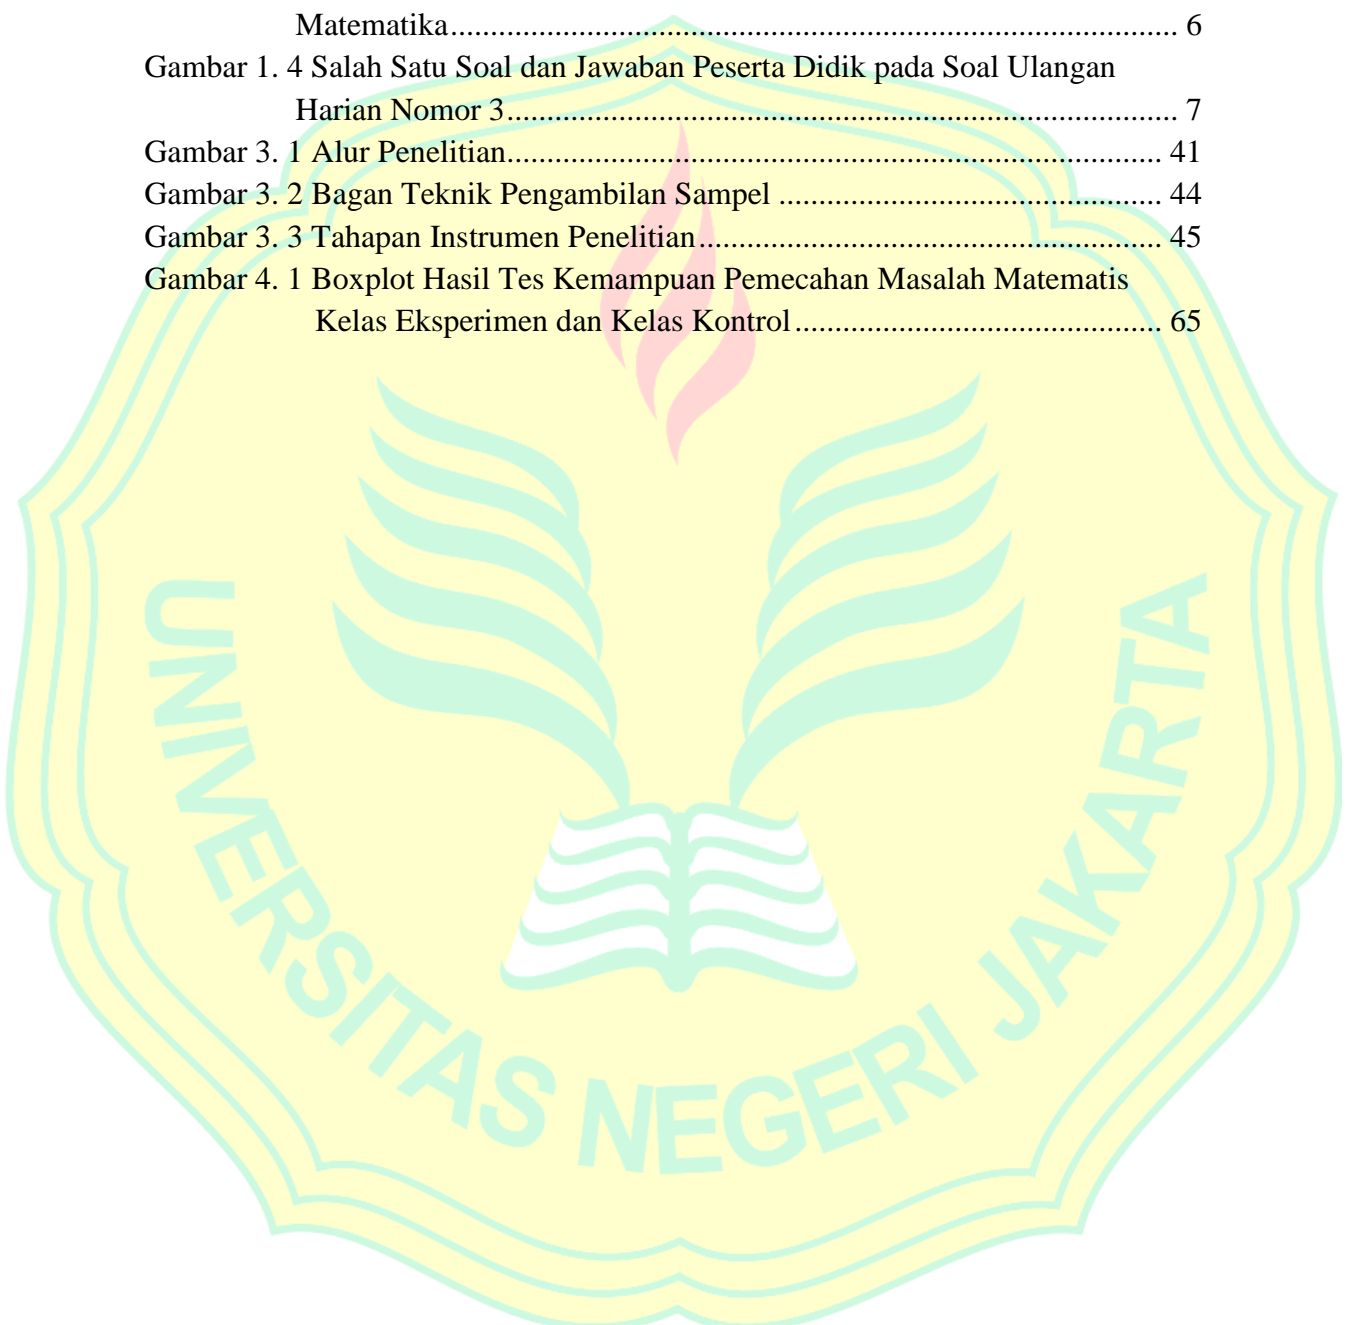 Matematika........................................................................................... 6
Gambar 1. 4 Salah Satu Soal dan Jawaban Peserta Didik pada Soal Ulangan
Harian Nomor 3.................................................................................... 7
Gambar 3. 1 Alur Penelitian.................................................................................. 41
Gambar 3. 2 Bagan Teknik Pengambilan Sampel ................................................ 44
Gambar 3. 3 Tahapan Instrumen Penelitian.......................................................... 45
Gambar 4. 1 Boxplot Hasil Tes Kemampuan Pemecahan Masalah Matematis
Kelas Eksperimen dan Kelas Kontrol.............................................. 65
UNIVERSITAS NEGERI JAKARTA